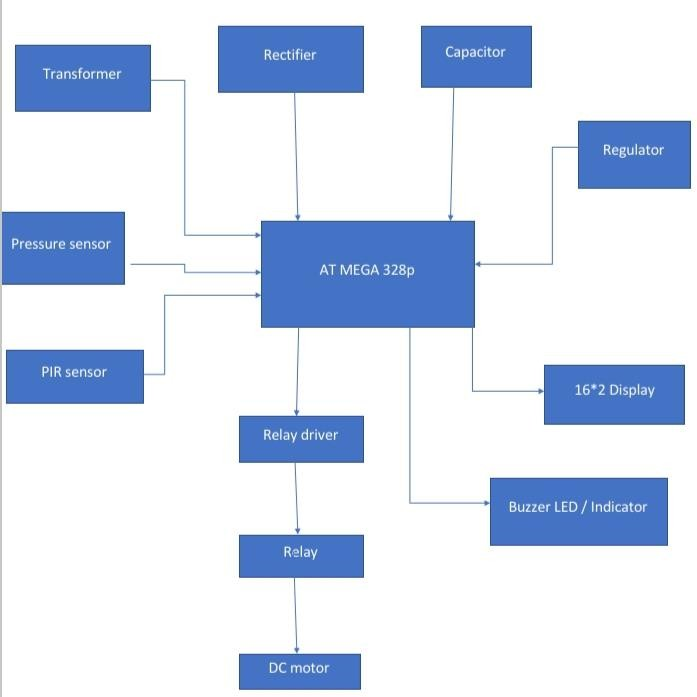 Transformer
Rectifier
Capacitor
Regulator
Pressure sensor
AT MEGA 328p
PIR sensor
16*2 Display
Relay driver
Buzzer LED / Indicator
Relay
DC motor